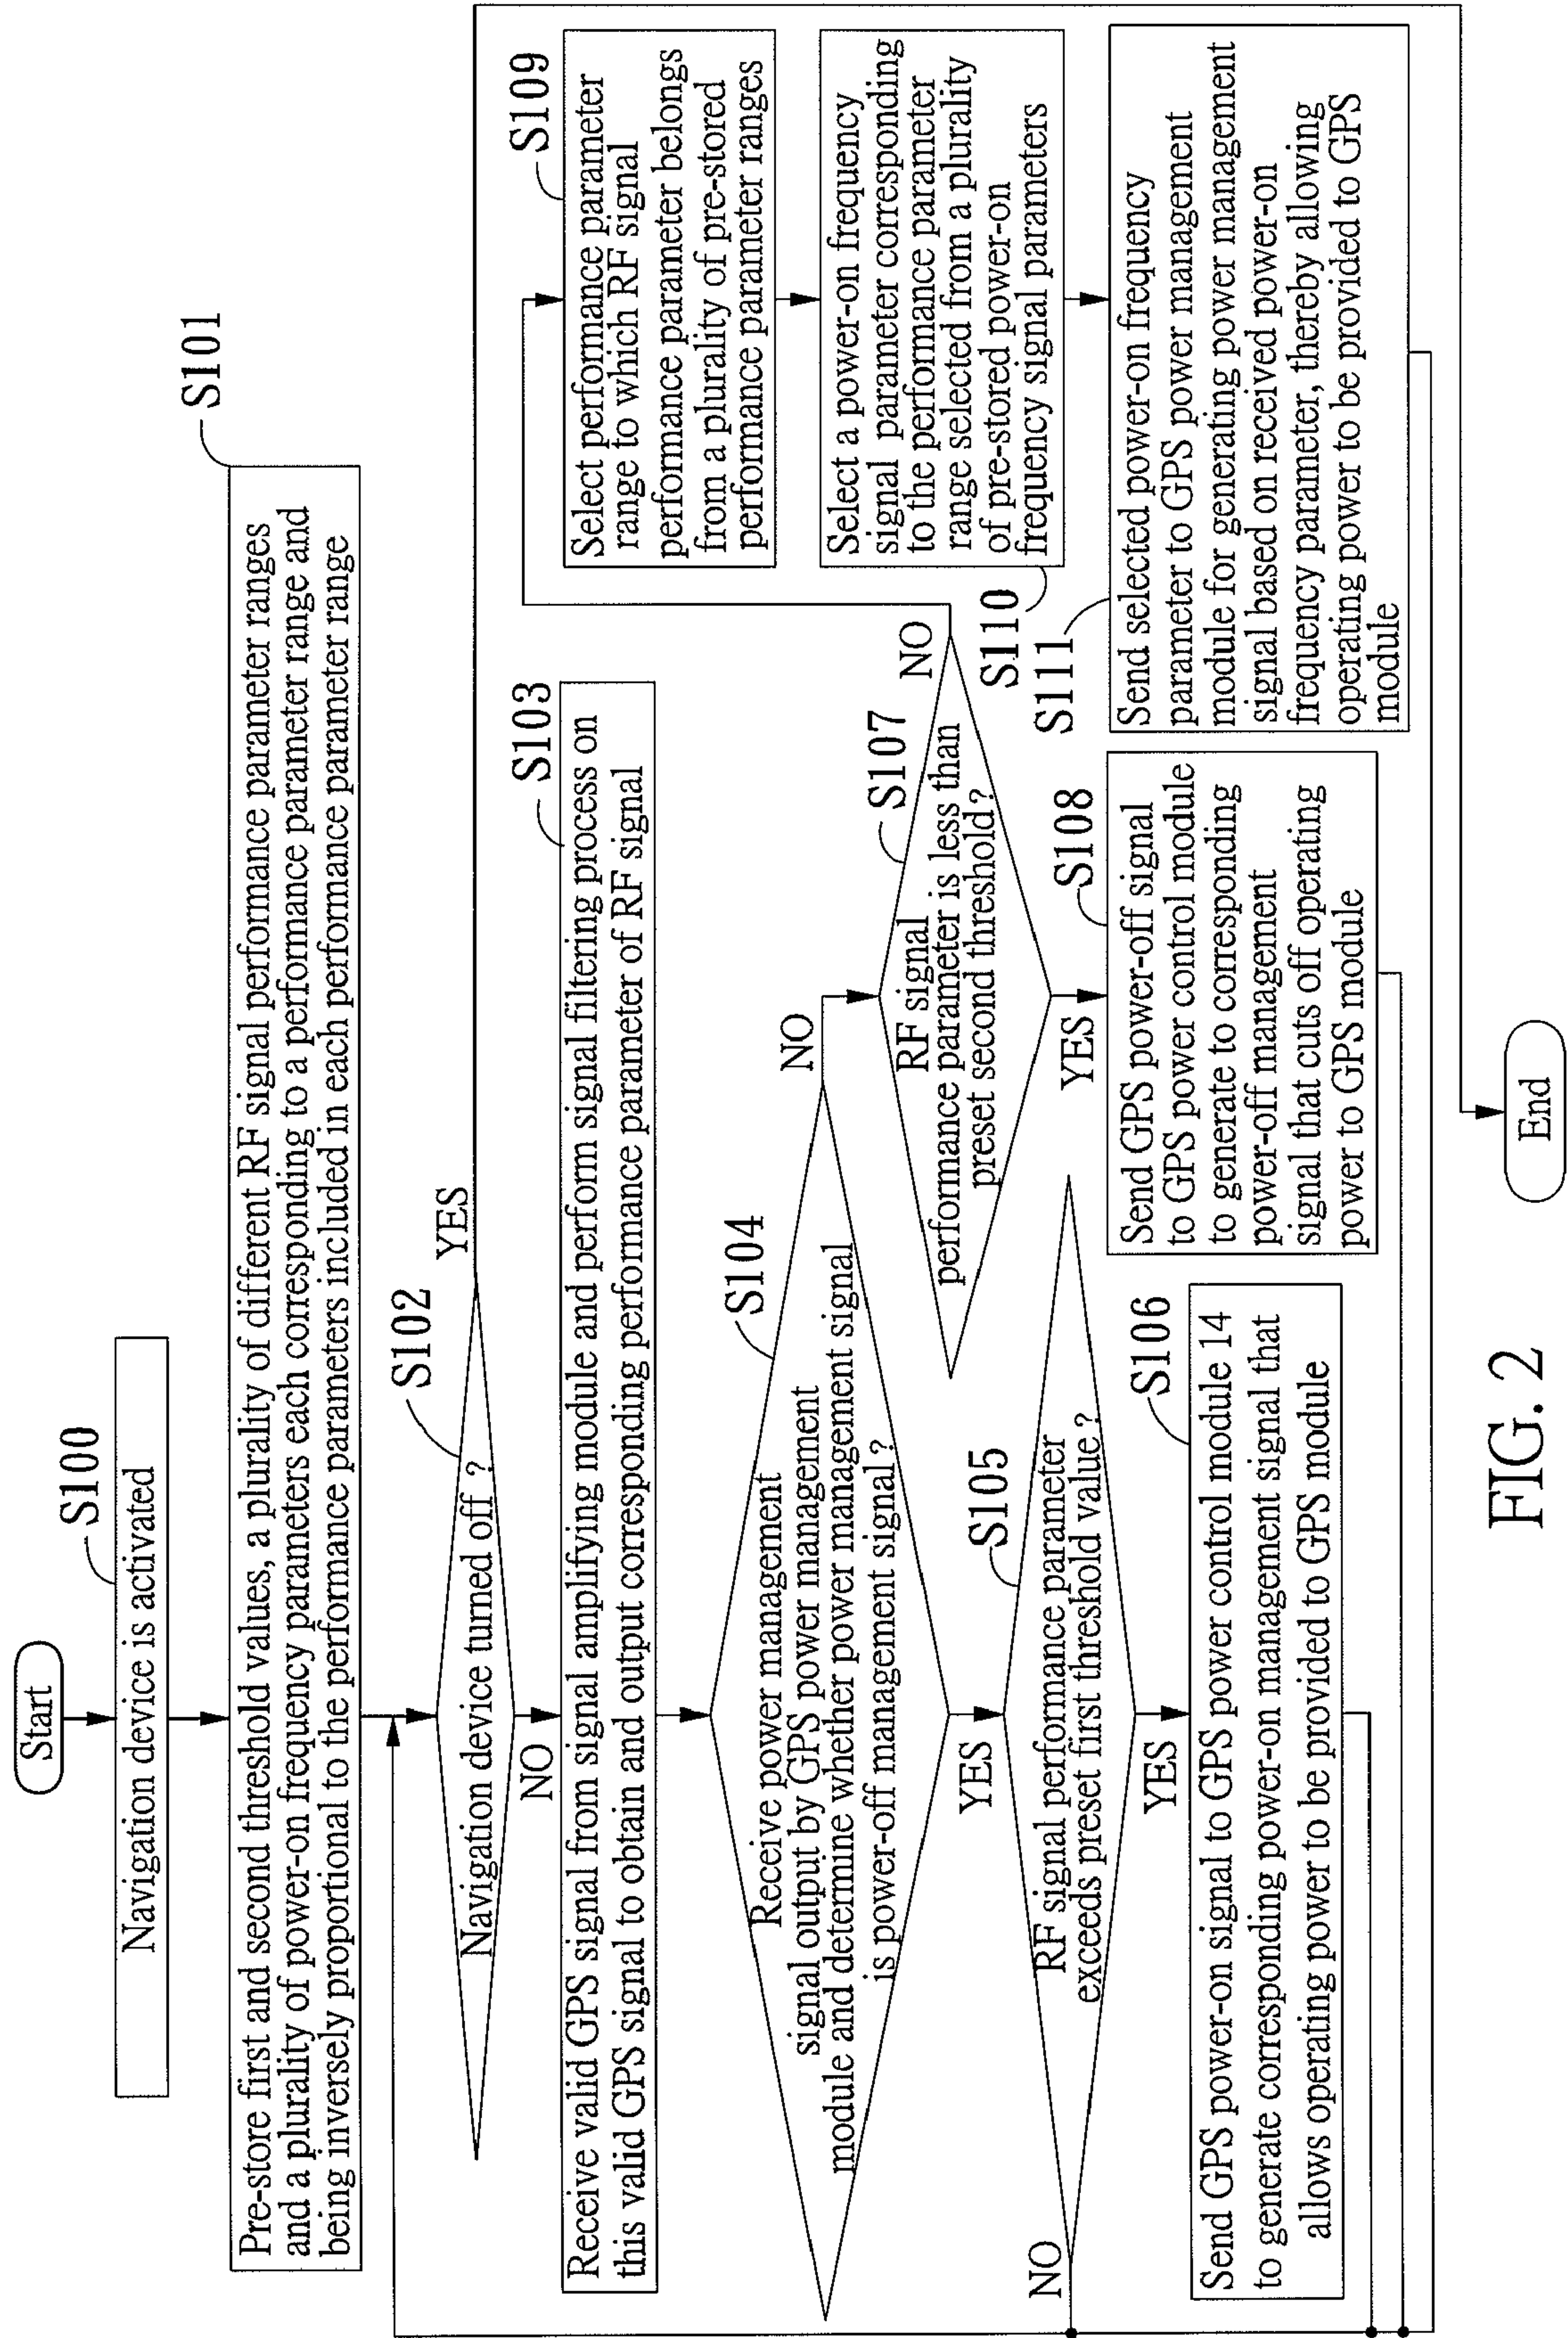 Start
S100
Navigation device is activated
S101
Pre-store first and second threshold values, a plurality of different RF signal performance parameter ranges
and a plurality of power-on frequency parameters each corresponding to a performance parameter range and
being inversely proportional to the performance parameters included in each performance parameter range
S102
Navigation device turned off ?
YES
NO
S103
Receive valid GPS signal from signal amplifying module and perform signal filtering process on
this valid GPS signal to obtain and output corresponding performance parameter of RF signal
S104
Receive power management
signal output by GPS power management
module and determine whether power management signal
is power-off management signal?
NO
YES
S105
RF signal performance parameter
exceeds preset first threshold value?
NO
YES
S106
Send GPS power-on signal to GPS power control module 14
to generate corresponding power-on management signal that
allows operating power to be provided to GPS module
S107
RF signal
performance parameter is less than
preset second threshold?
NO
YES
S108
Send GPS power-off signal
to GPS power control module
to generate to corresponding
power-off management
signal that cuts off operating
power to GPS module
S109
Select performance parameter
range to which RF signal
performance parameter belongs
from a plurality of pre-stored
performance parameter ranges
S110
Select a power-on frequency
signal parameter corresponding
to the performance parameter
range selected from a plurality
of pre-stored power-on
frequency signal parameters
S111
Send selected power-on frequency
parameter to GPS power management
module for generating power management
signal based on received power-on
frequency parameter, thereby allowing
operating power to be provided to GPS
module
End
FIG. 2